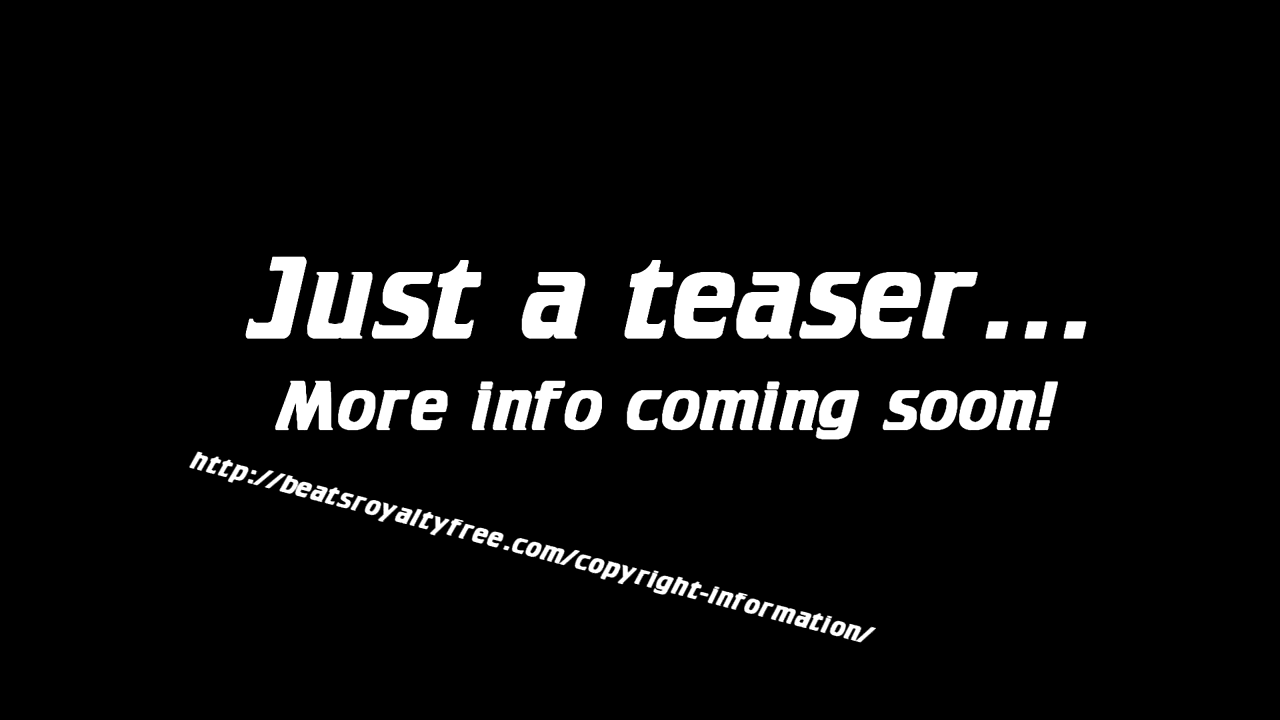 Just a teaser...
More info coming soon!
http://beatsroyaltyfree.com/copyright-information/